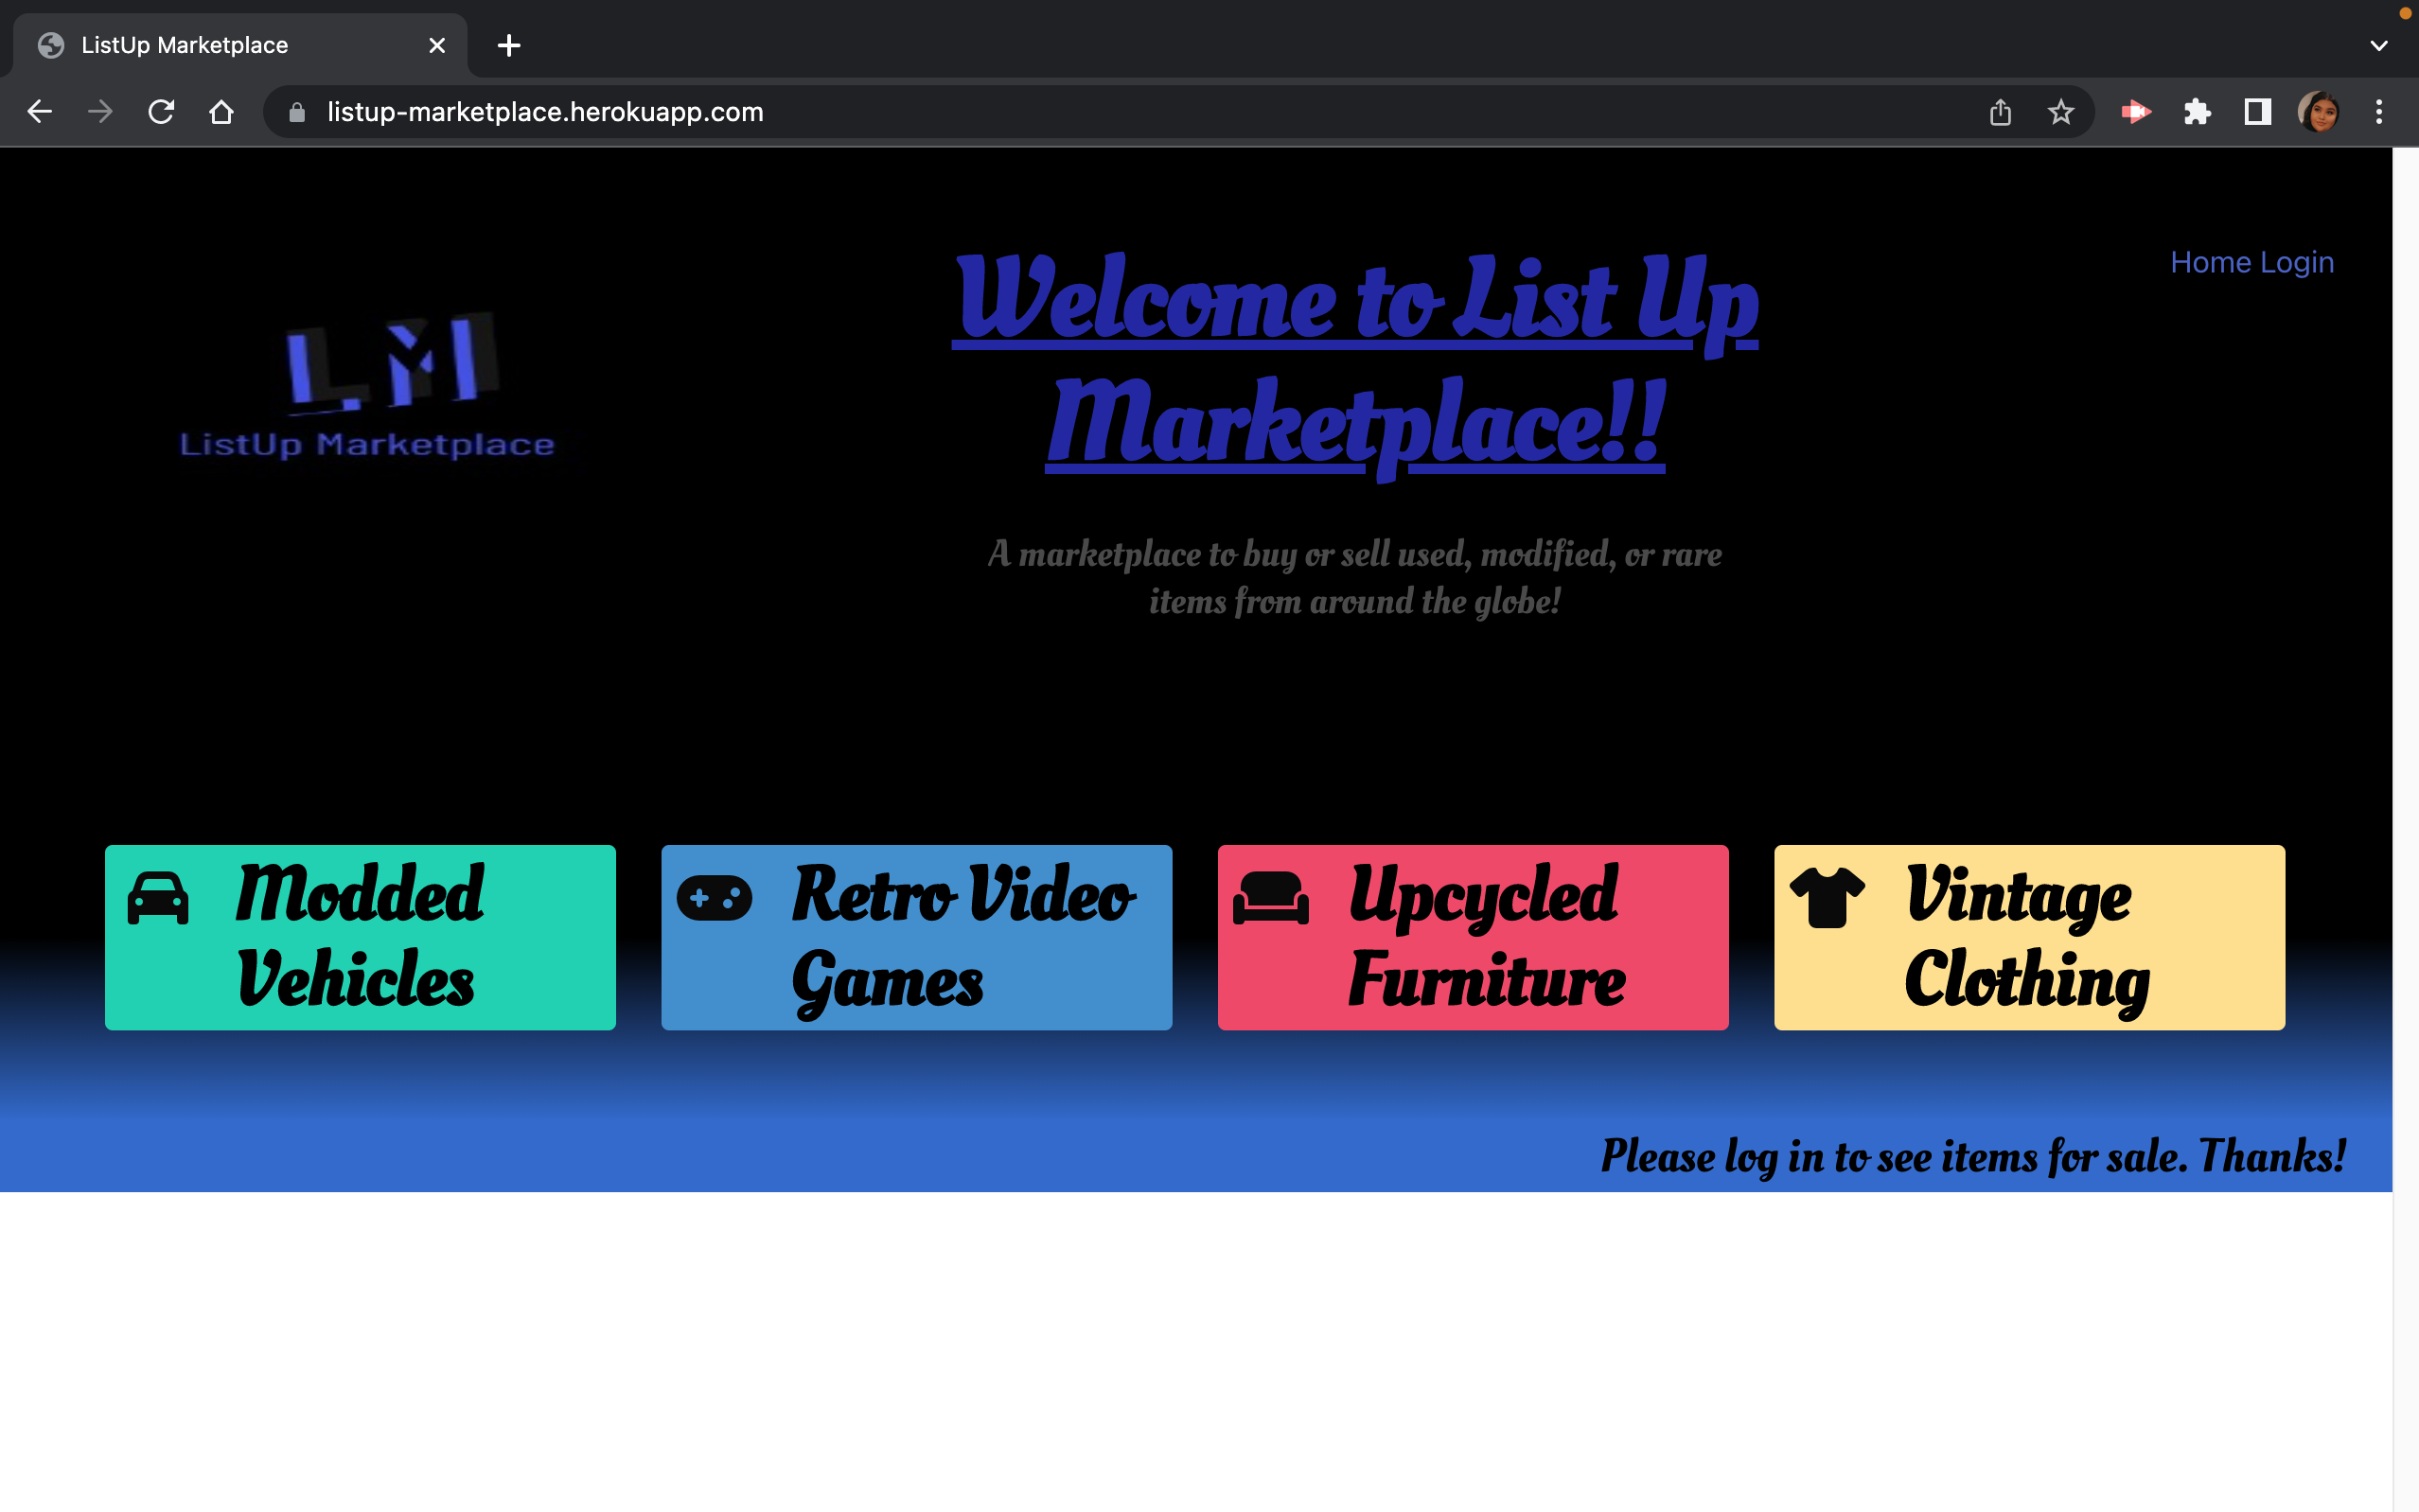 ListUp Marketplace
listup-marketplace.herokuapp.com
Home Login
LM
ListUp Marketplace
Welcome to List Up
Marketplace!!
A marketplace to buy or sell used, modified, or rare
items from around the globe!
Modded
Vehicles
Retro Video
Games
Upcycled
Furniture
Vintage
Clothing
Please log in to see items for sale. Thanks!